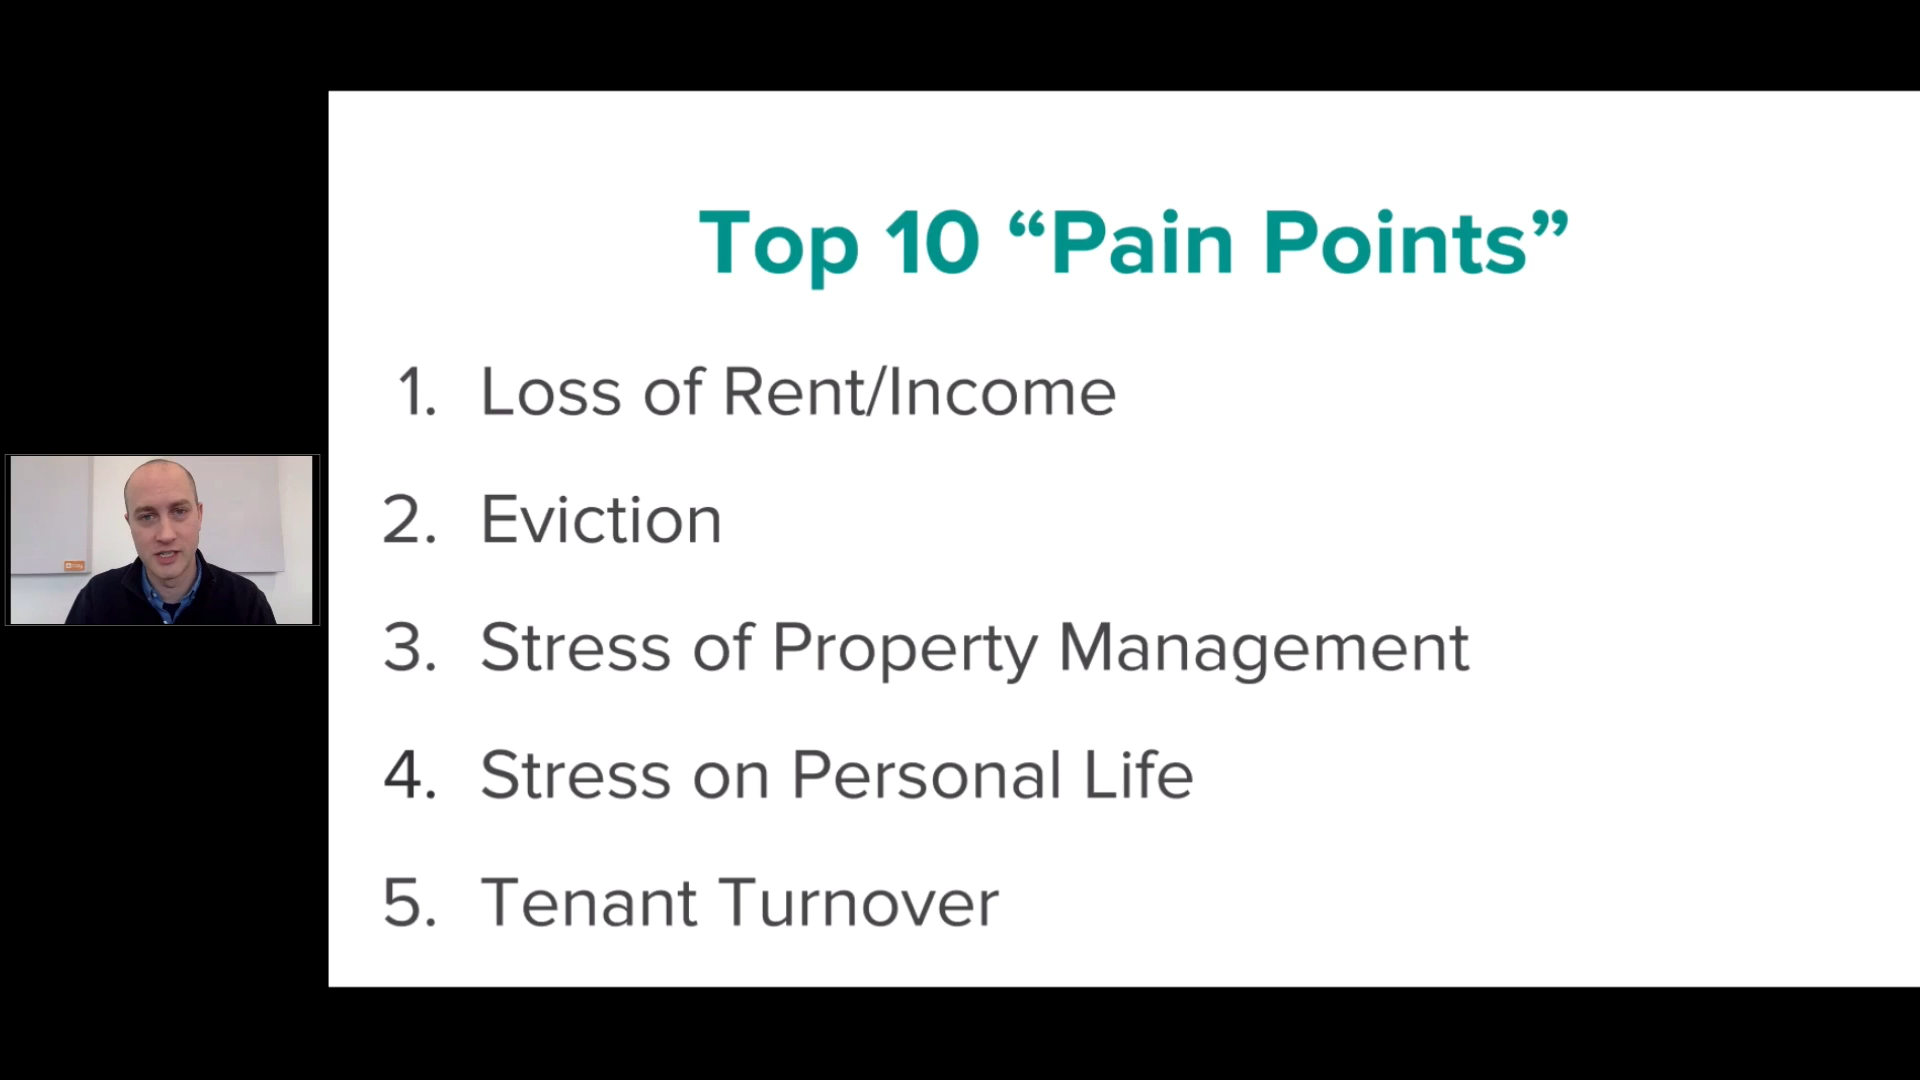 Top 10 “Pain Points”
1. Loss of Rent/Income
2. Eviction
3. Stress of Property Management
4. Stress on Personal Life
5. Tenant Turnover